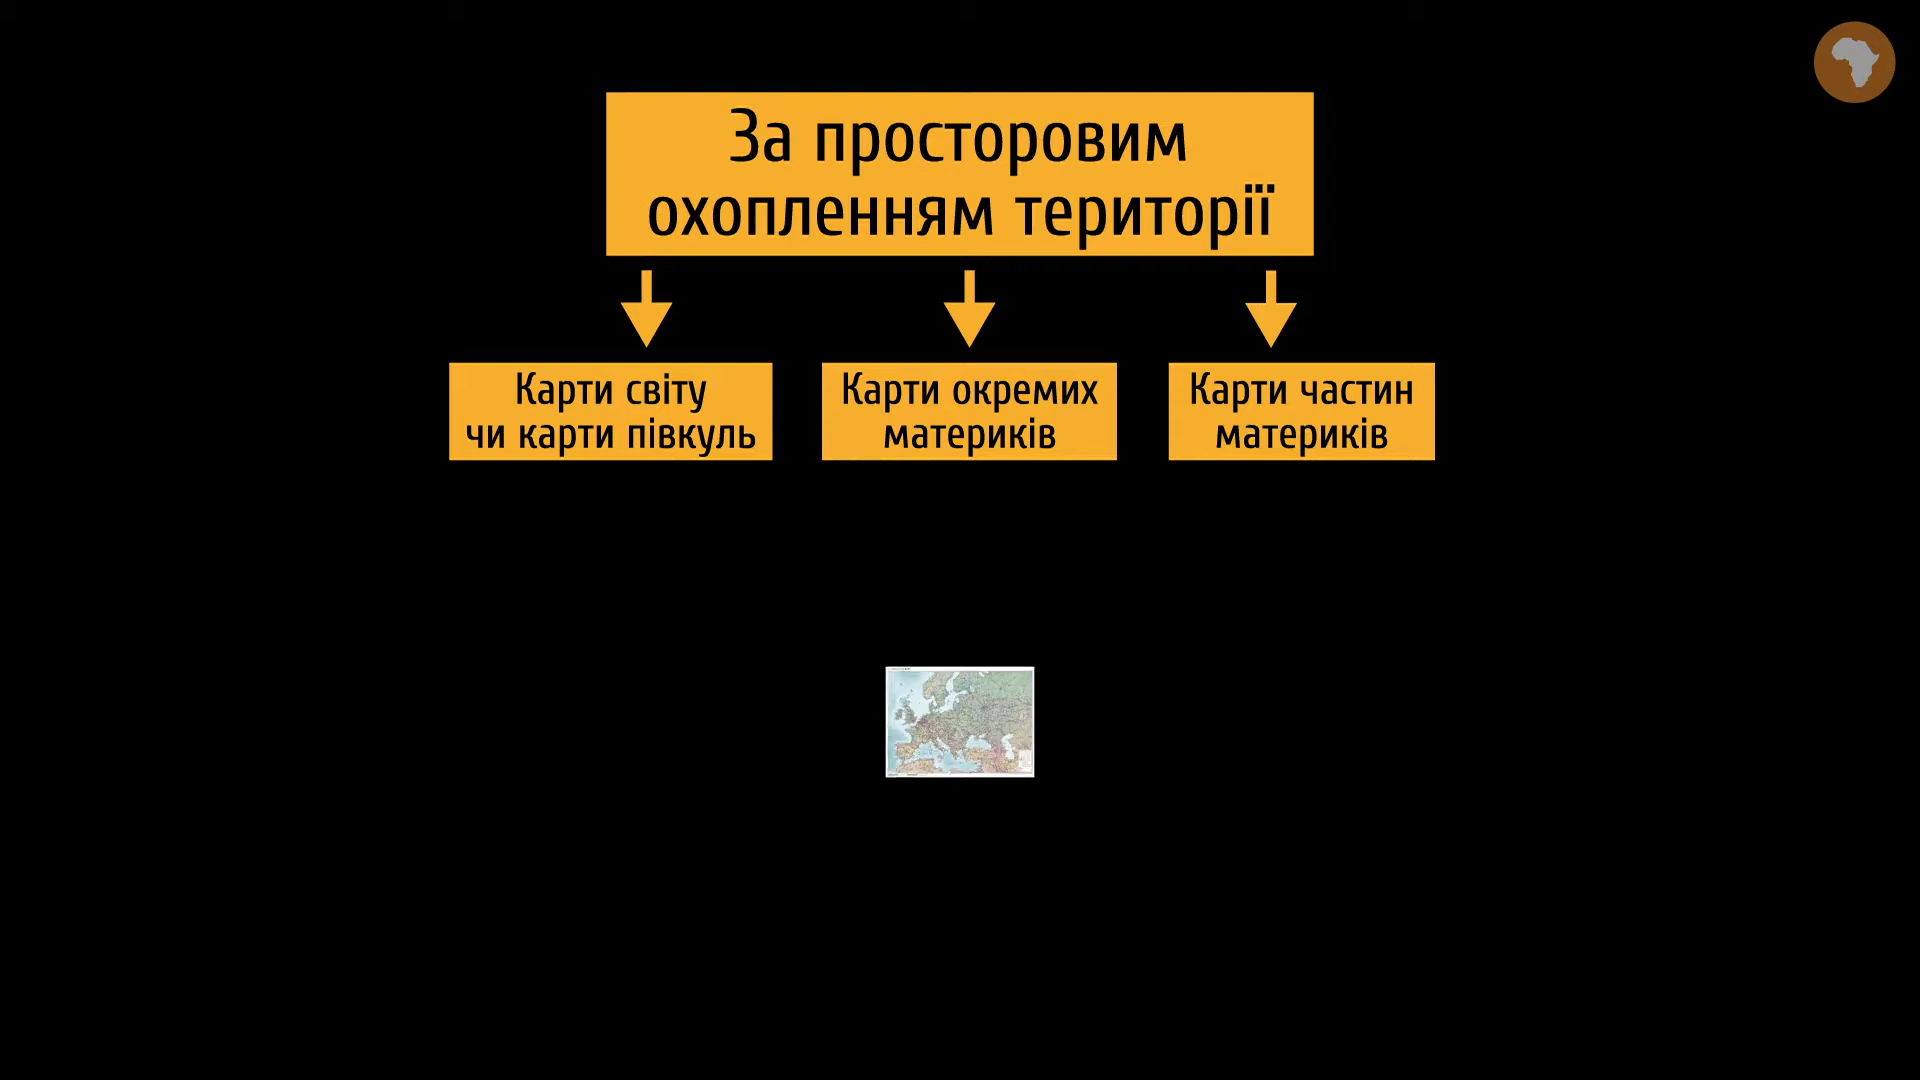 За просторовим
охопленням території
Карти світу
чи карти півкуль
Карти окремих
материків
Карти частин
материків